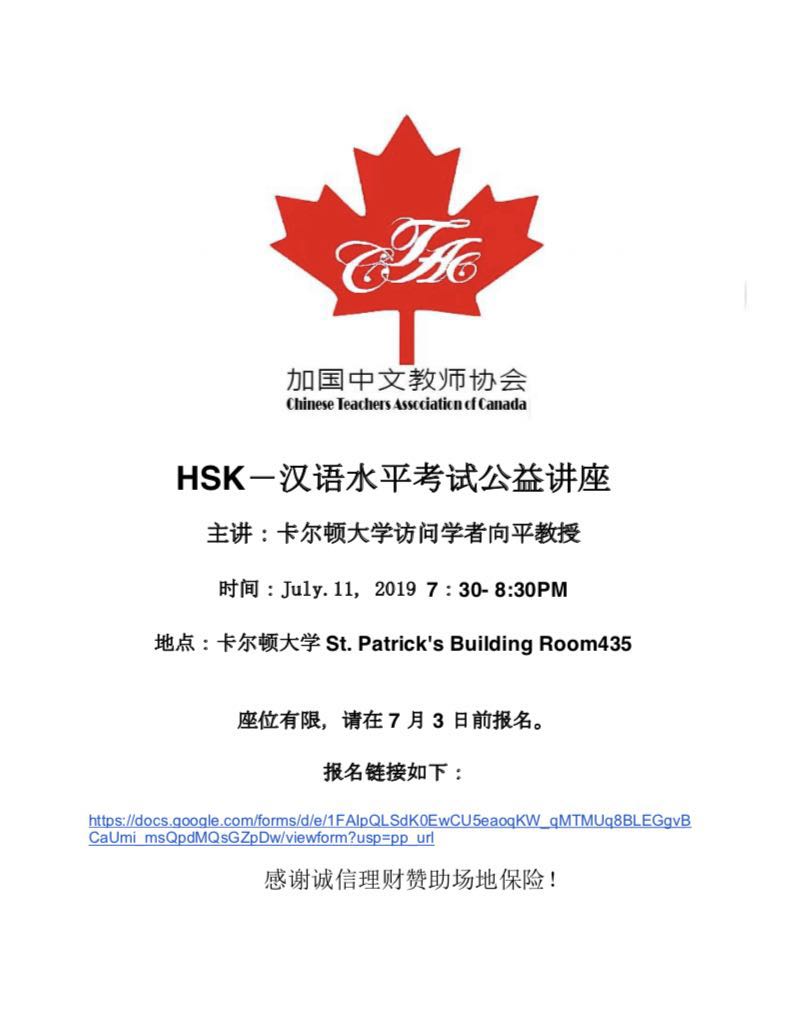 CTAC
加国中文教师协会
Chinese Teachers Association of Canada
HSK－汉语水平考试公益讲座
主讲：卡尔顿大学访问学者向平教授
时间：July.11, 2019 7：30- 8:30PM
地点：卡尔顿大学 St. Patrick's Building Room435
座位有限，请在 7 月 3 日前报名。
报名链接如下：
https://docs.google.com/forms/d/e/1FAIpQLSdK0EwCU5eaoqKW_qMTMUq8BLEGgvB
CaUmi_msQpdMQsGZpDw/viewform?usp=pp_url
感谢诚信理财赞助场地保险！